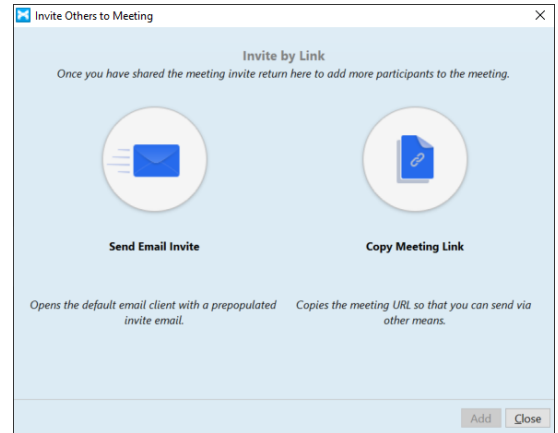 Invite Others to Meeting
Invite by Link
Once you have shared the meeting invite return here to add more participants to the meeting.
Send Email Invite
Copy Meeting Link
Opens the default email client with a prepopulated
invite email.
Copies the meeting URL so that you can send via
other means.
Add
Close